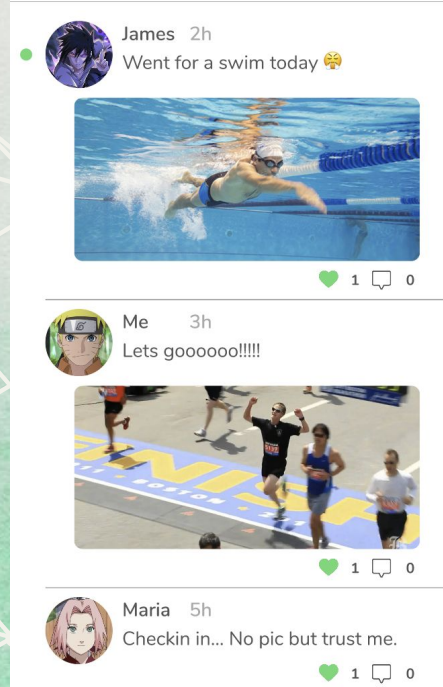 James 2h
Went for a swim today
1 0
Me 3h
Lets goooooo!!!!!
FINISH
BOSTON
1 0
Maria 5h
Checkin in... No pic but trust me.
1 0